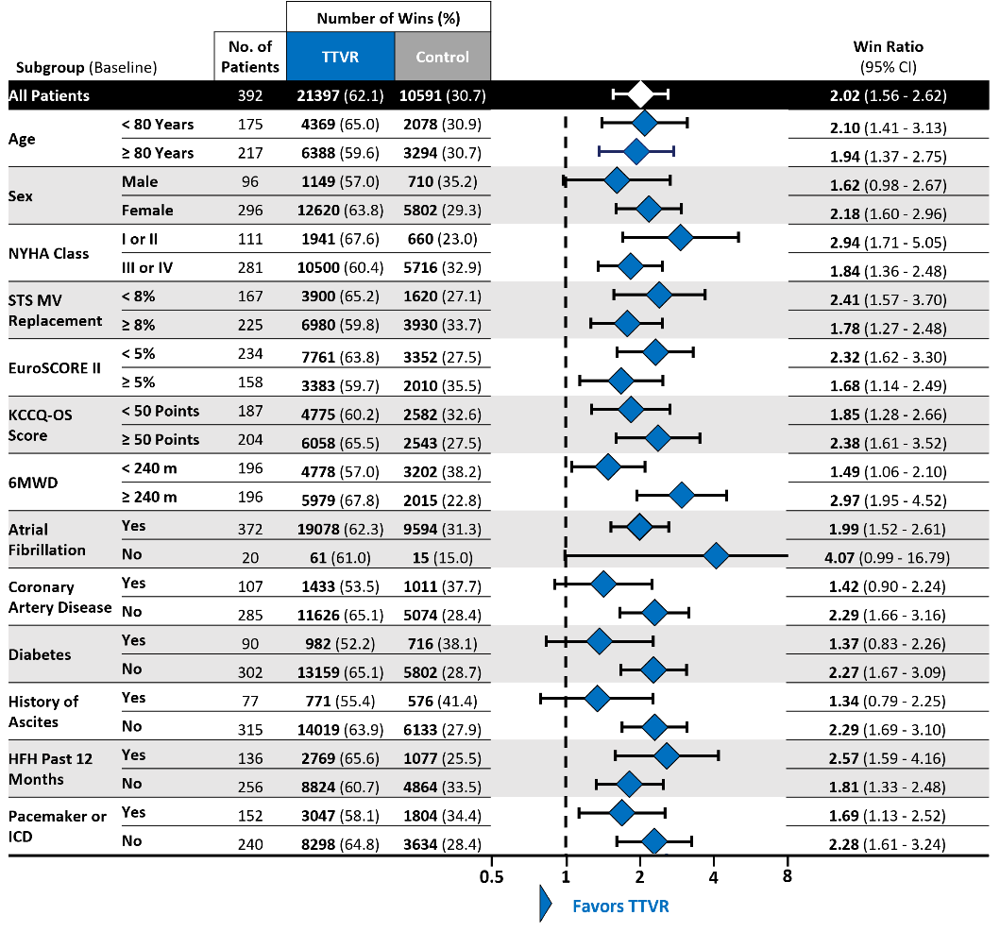 Number of Wins (%)
Subgroup (Baseline) No. of Patients TTVR Control Win Ratio (95% CI)
All Patients 392 21397 (62.1) 10591 (30.7) 2.02 (1.56 - 2.62)
Age < 80 Years 175 4369 (65.0) 2078 (30.9) 2.10 (1.41 - 3.13)
≥ 80 Years 217 6388 (59.6) 3294 (30.7) 1.94 (1.37 - 2.75)
Sex Male 96 1149 (57.0) 710 (35.2) 1.62 (0.98 - 2.67)
Female 296 12620 (63.8) 5802 (29.3) 2.18 (1.60 - 2.96)
NYHA Class I or II 111 1941 (67.6) 660 (23.0) 2.94 (1.71 - 5.05)
III or IV 281 10500 (60.4) 5716 (32.9) 1.84 (1.36 - 2.48)
STS MV Replacement < 8% 167 3900 (65.2) 1620 (27.1) 2.41 (1.57 - 3.70)
≥ 8% 225 6980 (59.8) 3930 (33.7) 1.78 (1.27 - 2.48)
EuroSCORE II < 5% 234 7761 (63.8) 3352 (27.5) 2.32 (1.62 - 3.30)
≥ 5% 158 3383 (59.7) 2010 (35.5) 1.68 (1.14 - 2.49)
KCCQ-OS Score < 50 Points 187 4775 (60.2) 2582 (32.6) 1.85 (1.28 - 2.66)
≥ 50 Points 204 6058 (65.5) 2543 (27.5) 2.38 (1.61 - 3.52)
6MWD < 240 m 196 4778 (57.0) 3202 (38.2) 1.49 (1.06 - 2.10)
≥ 240 m 196 5979 (67.8) 2015 (22.8) 2.97 (1.95 - 4.52)
Atrial Fibrillation Yes 372 19078 (62.3) 9594 (31.3) 1.99 (1.52 - 2.61)
No 20 61 (61.0) 15 (15.0) 4.07 (0.99 - 16.79)
Coronary Artery Disease Yes 107 1433 (53.5) 1011 (37.7) 1.42 (0.90 - 2.24)
No 285 11626 (65.1) 5074 (28.4) 2.29 (1.66 - 3.16)
Diabetes Yes 90 982 (52.2) 716 (38.1) 1.37 (0.83 - 2.26)
No 302 13159 (65.1) 5802 (28.7) 2.27 (1.67 - 3.09)
History of Ascites Yes 77 771 (55.4) 576 (41.4) 1.34 (0.79 - 2.25)
No 315 14019 (63.9) 6133 (27.9) 2.29 (1.69 - 3.10)
HFH Past 12 Months Yes 136 2769 (65.6) 1077 (25.5) 2.57 (1.59 - 4.16)
No 256 8824 (60.7) 4864 (33.5) 1.81 (1.33 - 2.48)
Pacemaker or ICD Yes 152 3047 (58.1) 1804 (34.4) 1.69 (1.13 - 2.52)
No 240 8298 (64.8) 3634 (28.4) 2.28 (1.61 - 3.24)
0.5 1 2 4 8
Favors TTVR